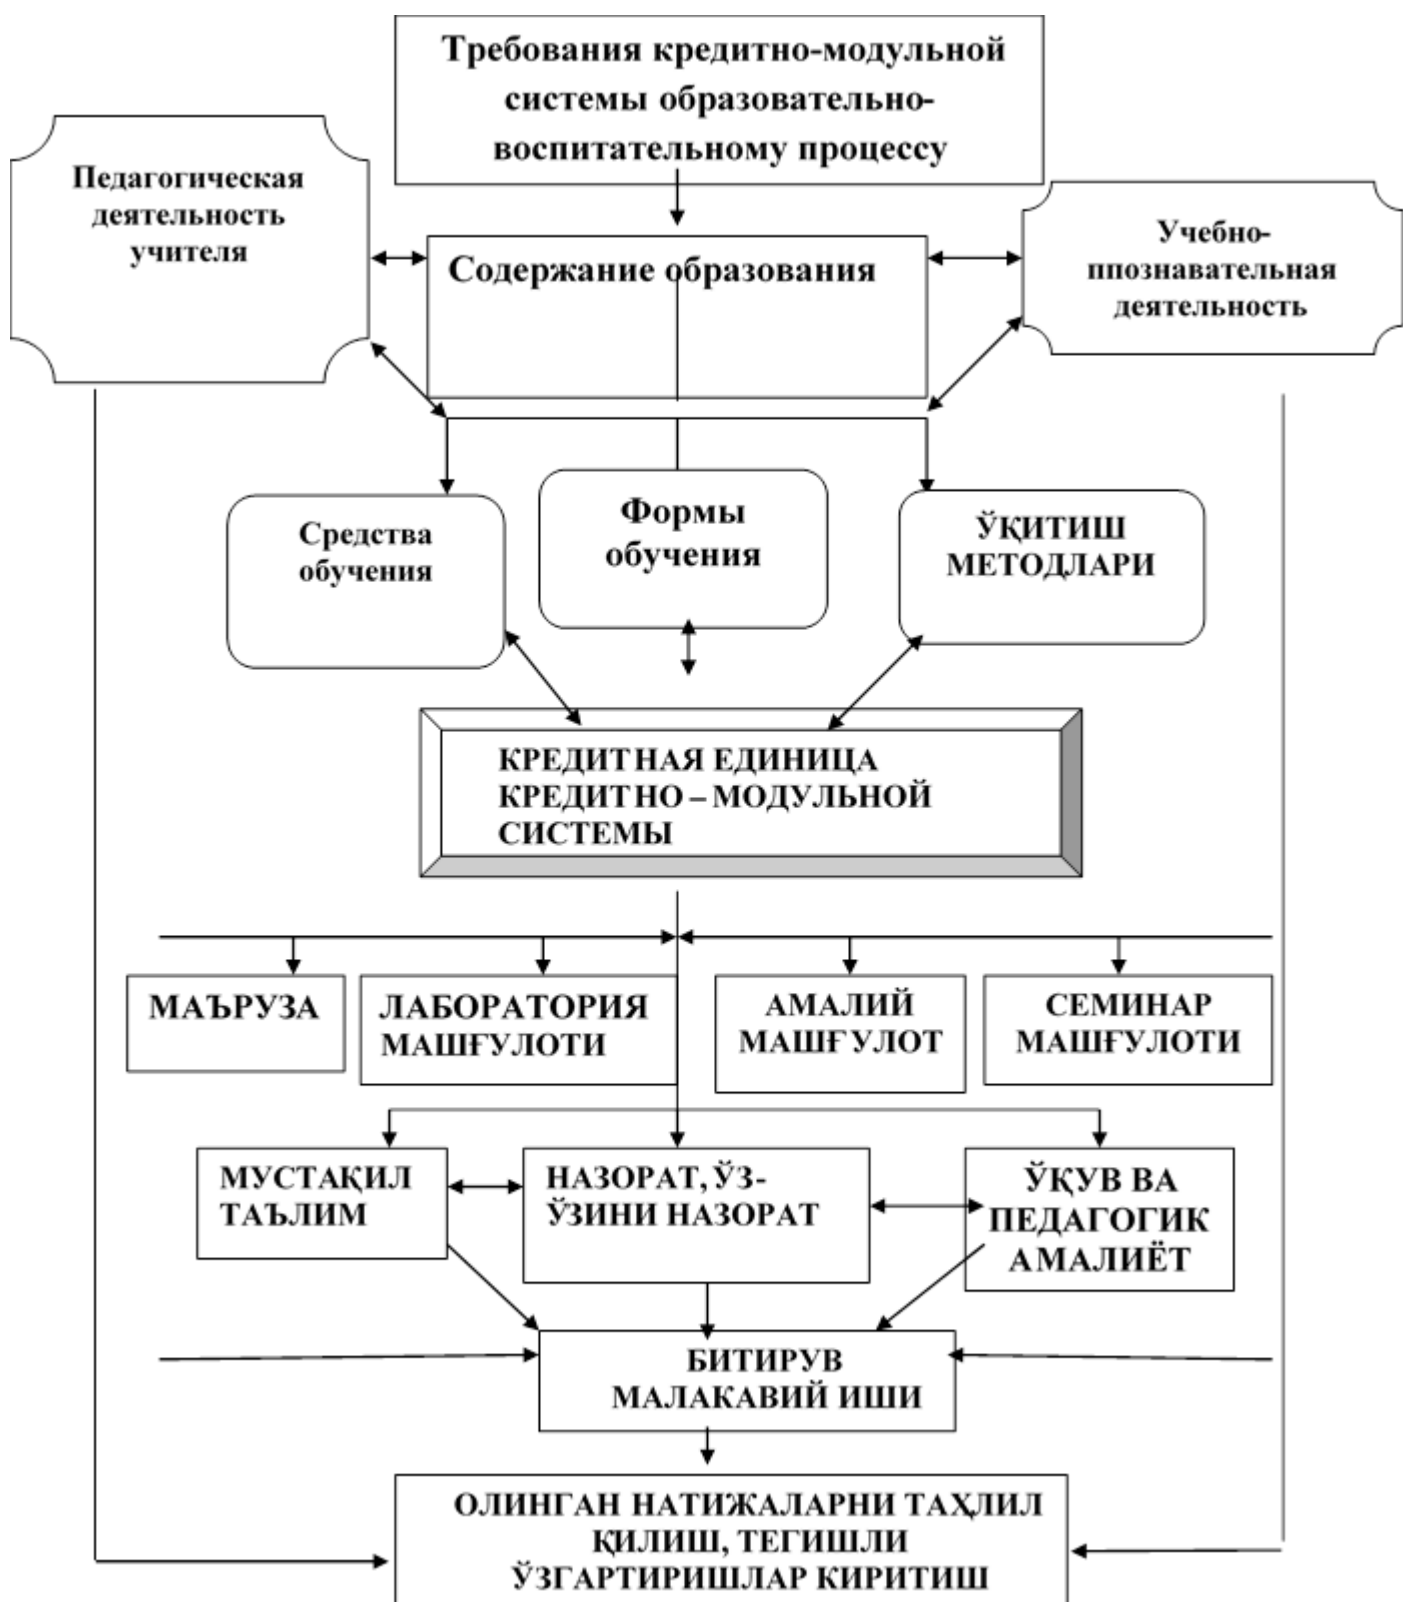 Требования кредитно-модульной
системы образовательно-
воспитательному процессу
Педагогическая
деятельность
учителя
Содержание образования
Учебно-
ппознавательная
деятельность
Средства
обучения
Формы
обучения
ЎҚИТИШ
МЕТОДЛАРИ
КРЕДИТНАЯ ЕДИНИЦА
КРЕДИТНО – МОДУЛЬНОЙ
СИСТЕМЫ
МАЪРУЗА
ЛАБОРАТОРИЯ
МАШҒУЛОТИ
АМАЛИЙ
МАШҒУЛОТ
СЕМИНАР
МАШҒУЛОТИ
МУСТАҚИЛ
ТАЪЛИМ
НАЗОРАТ, ЎЗ-
ЎЗИНИ НАЗОРАТ
ЎҚУВ ВА
ПЕДАГОГИК
АМАЛИЁТ
БИТИРУВ
МАЛАКАВИЙ ИШИ
ОЛИНГАН НАТИЖАЛАРНИ ТАҲЛИЛ
ҚИЛИШ, ТЕГИШЛИ
ЎЗГАРТИРИШЛАР КИРИТИШ